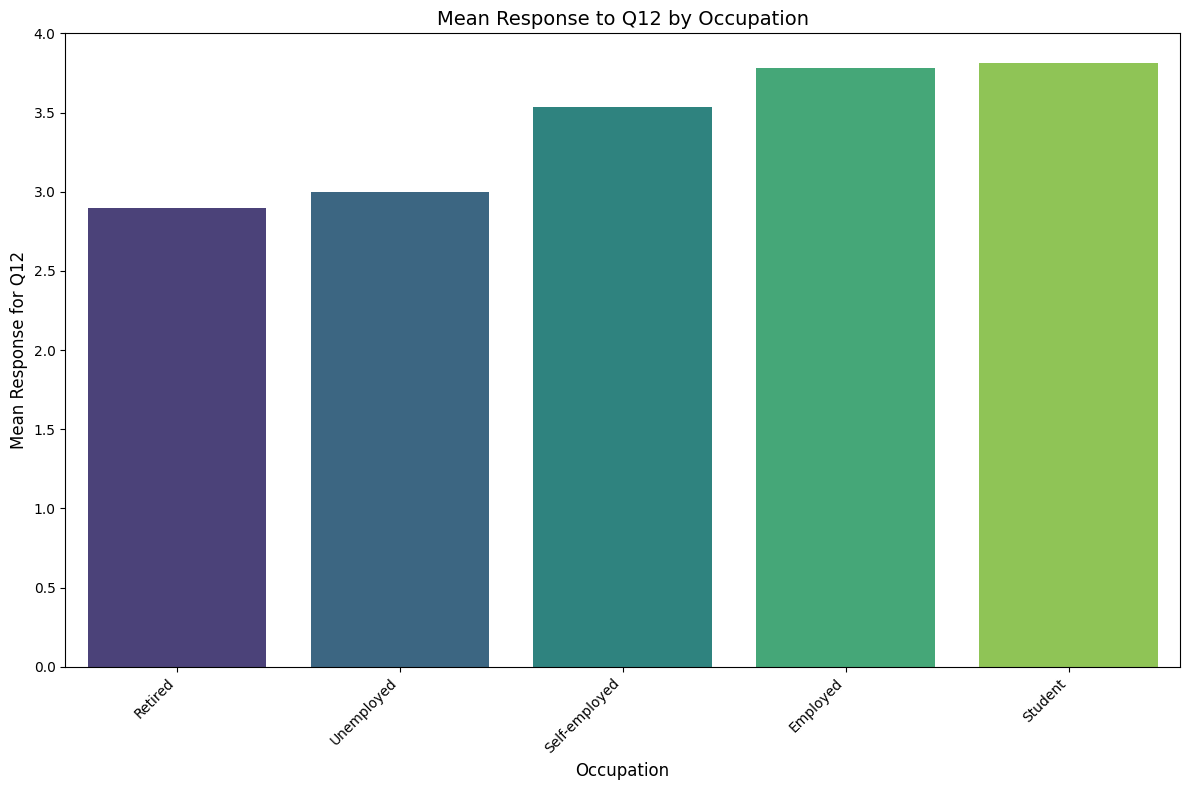 Mean Response to Q12 by Occupation
Mean Response for Q12
4.0
3.5
3.0
2.5
2.0
1.5
1.0
0.5
0.0
Retired
Unemployed
Self-employed
Employed
Student
Occupation